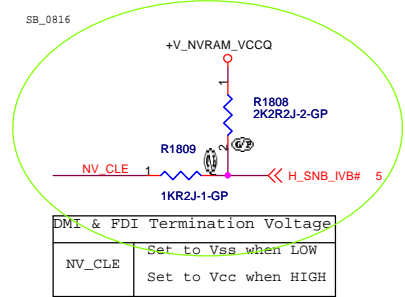 SB_0816
+V_NVRAM_VCCQ
1
R1808
2K2R2J-2-GP
2
R1809
NV_CLE
1
H_SNB_IVB#
5
1KR2J-1-GP
DMI & FDI Termination Voltage
NV_CLE
Set to Vss when LOW
Set to Vcc when HIGH